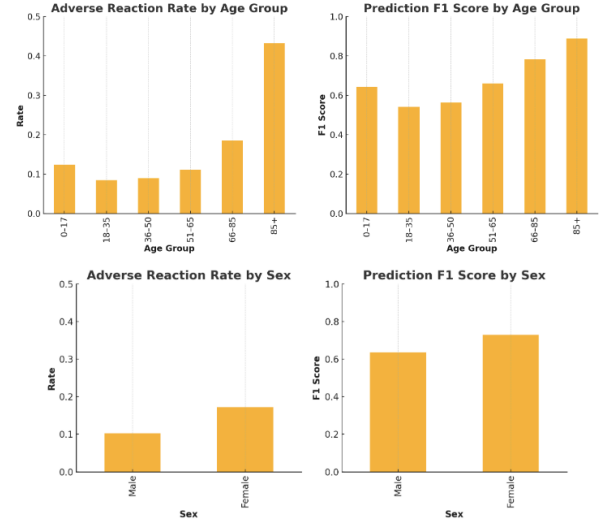 Adverse Reaction Rate by Age Group
0.5
0.4
0.3
0.2
0.1
0.0
Rate
0–17
18–35
36–50
51–65
66–85
85+
Age Group
Prediction F1 Score by Age Group
1.0
0.8
0.6
0.4
0.2
0.0
F1 Score
0–17
18–35
36–50
51–65
66–85
85+
Age Group
Adverse Reaction Rate by Sex
0.5
0.4
0.3
0.2
0.1
0.0
Rate
Male
Female
Sex
Prediction F1 Score by Sex
1.0
0.8
0.6
0.4
0.2
0.0
F1 Score
Male
Female
Sex